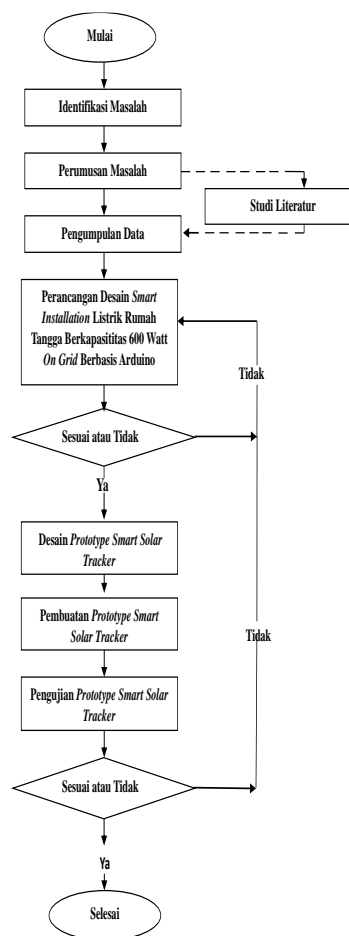 Mulai
Identifikasi Masalah
Perumusan Masalah
Studi Literatur
Pengumpulan Data
Perancangan Desain Smart
Installation Listrik Rumah
Tangga Berkapasititas 600 Watt
On Grid Berbasis Arduino
Tidak
Sesuai atau Tidak
Ya
Desain Prototype Smart Solar
Tracker
Pembuatan Prototype Smart
Solar Tracker
Tidak
Pengujian Prototype Smart Solar
Tracker
Sesuai atau Tidak
Ya
Selesai